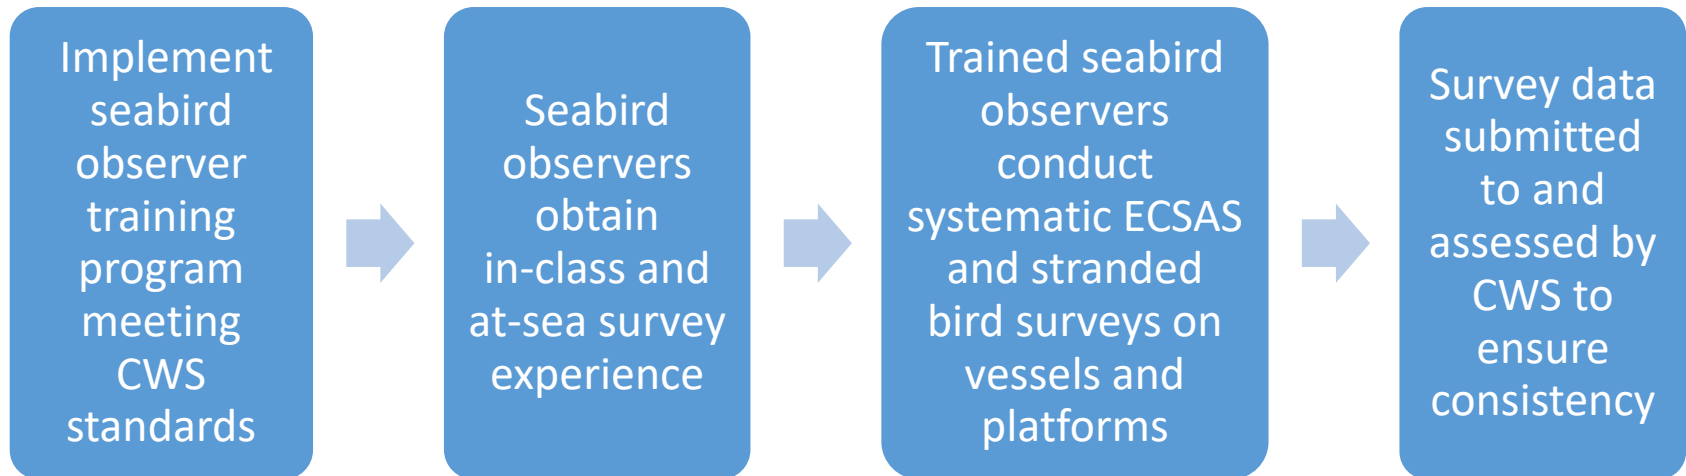 Implement
seabird
observer
training
program
meeting
CWS
standards
Seabird
observers
obtain
in-class and
at-sea survey
experience
Trained seabird
observers
conduct
systematic ECSAS
and stranded
bird surveys on
vessels and
platforms
Survey data
submitted
to and
assessed by
CWS to
ensure
consistency